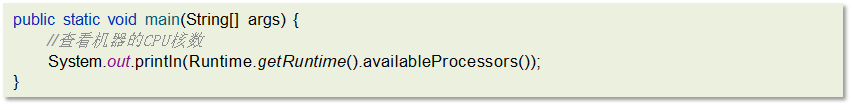 public static void main(String[] args) {
//查看机器的CPU核数
System.out.println(Runtime.getRuntime().availableProcessors());
}